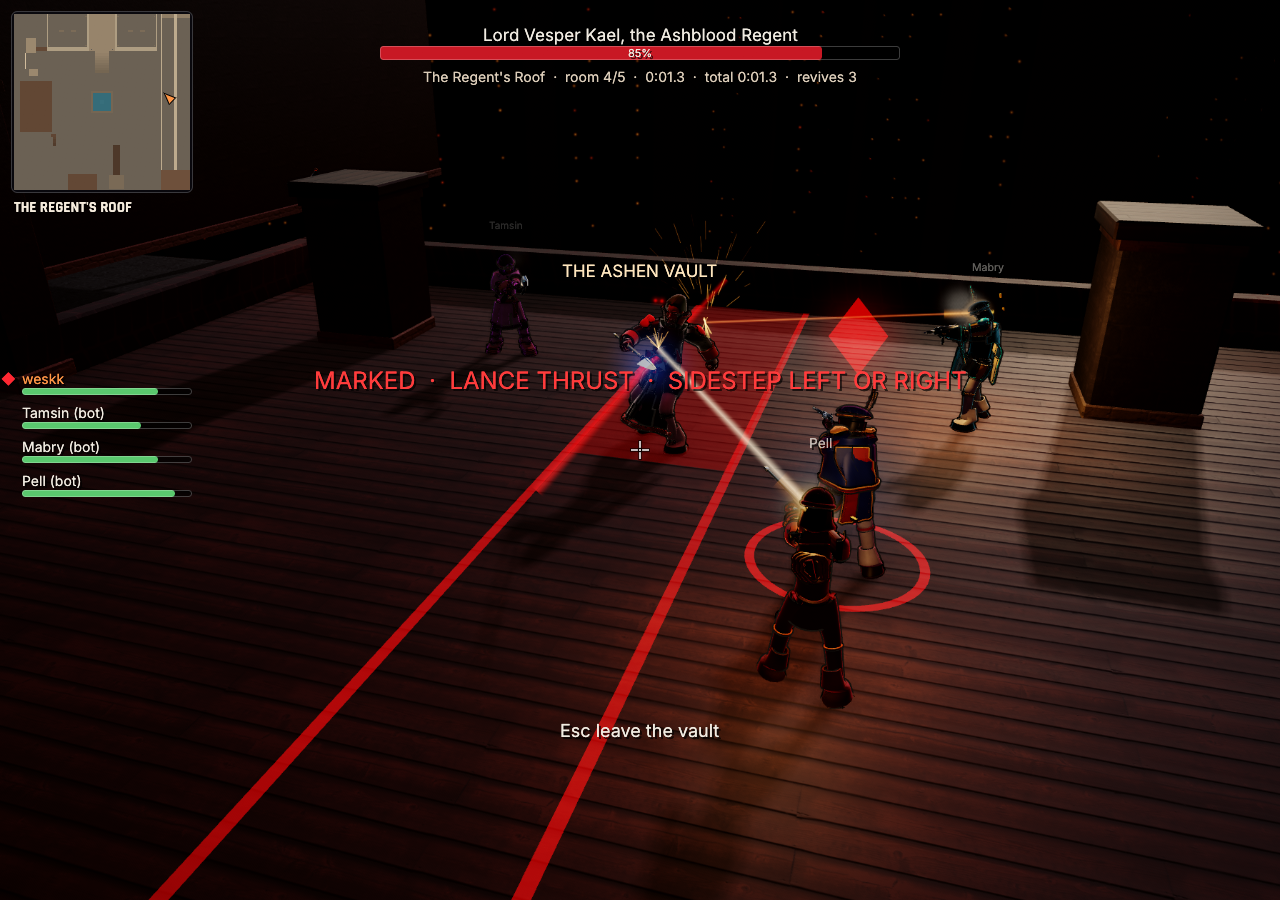 Lord Vesper Kael, the Ashblood Regent
85%
The Regent's Roof · room 4/5 · 0:01.3 · total 0:01.3 · revives 3
THE REGENT'S ROOF
Tamsin
THE ASHEN VAULT
Mabry
MARKED · LANCE THRUST · SIDESTEP LEFT OR RIGHT
weskk
Tamsin (bot)
Mabry (bot)
Pell (bot)
Pell
Esc leave the vault